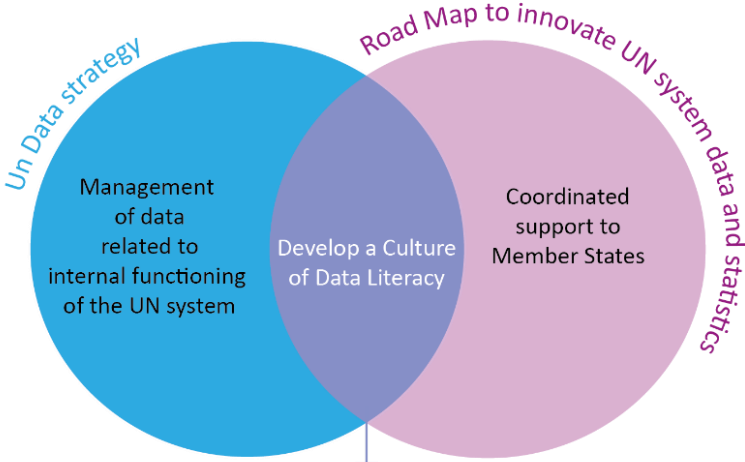 Un Data strategy
Road Map to innovate UN system data and statistics
Management
of data
related to
internal functioning
of the UN system
Develop a Culture
of Data Literacy
Coordinated
support to
Member States